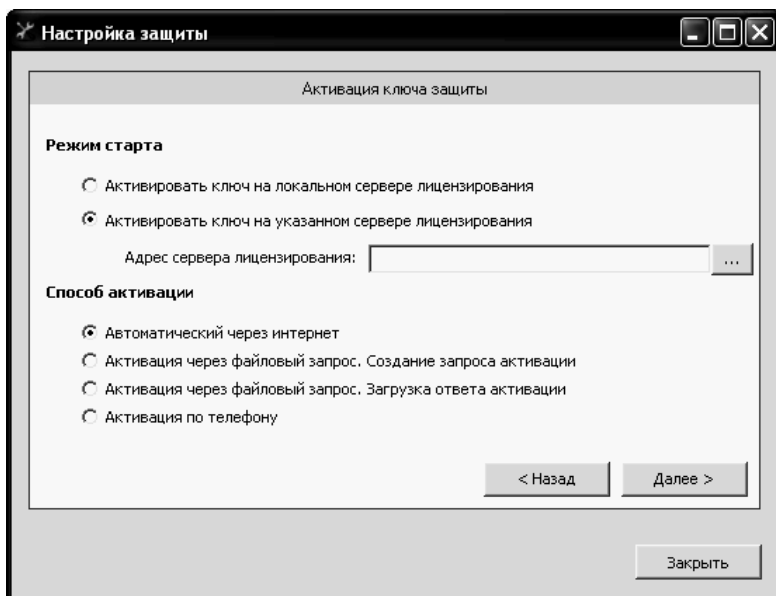 Настройка защиты
Активация ключа защиты
Режим старта
Активировать ключ на локальном сервере лицензирования
Активировать ключ на указанном сервере лицензирования
Адрес сервера лицензирования: ...
Способ активации
Автоматический через интернет
Активация через файловый запрос. Создание запроса активации
Активация через файловый запрос. Загрузка ответа активации
Активация по телефону
< Назад Далее >
Закрыть